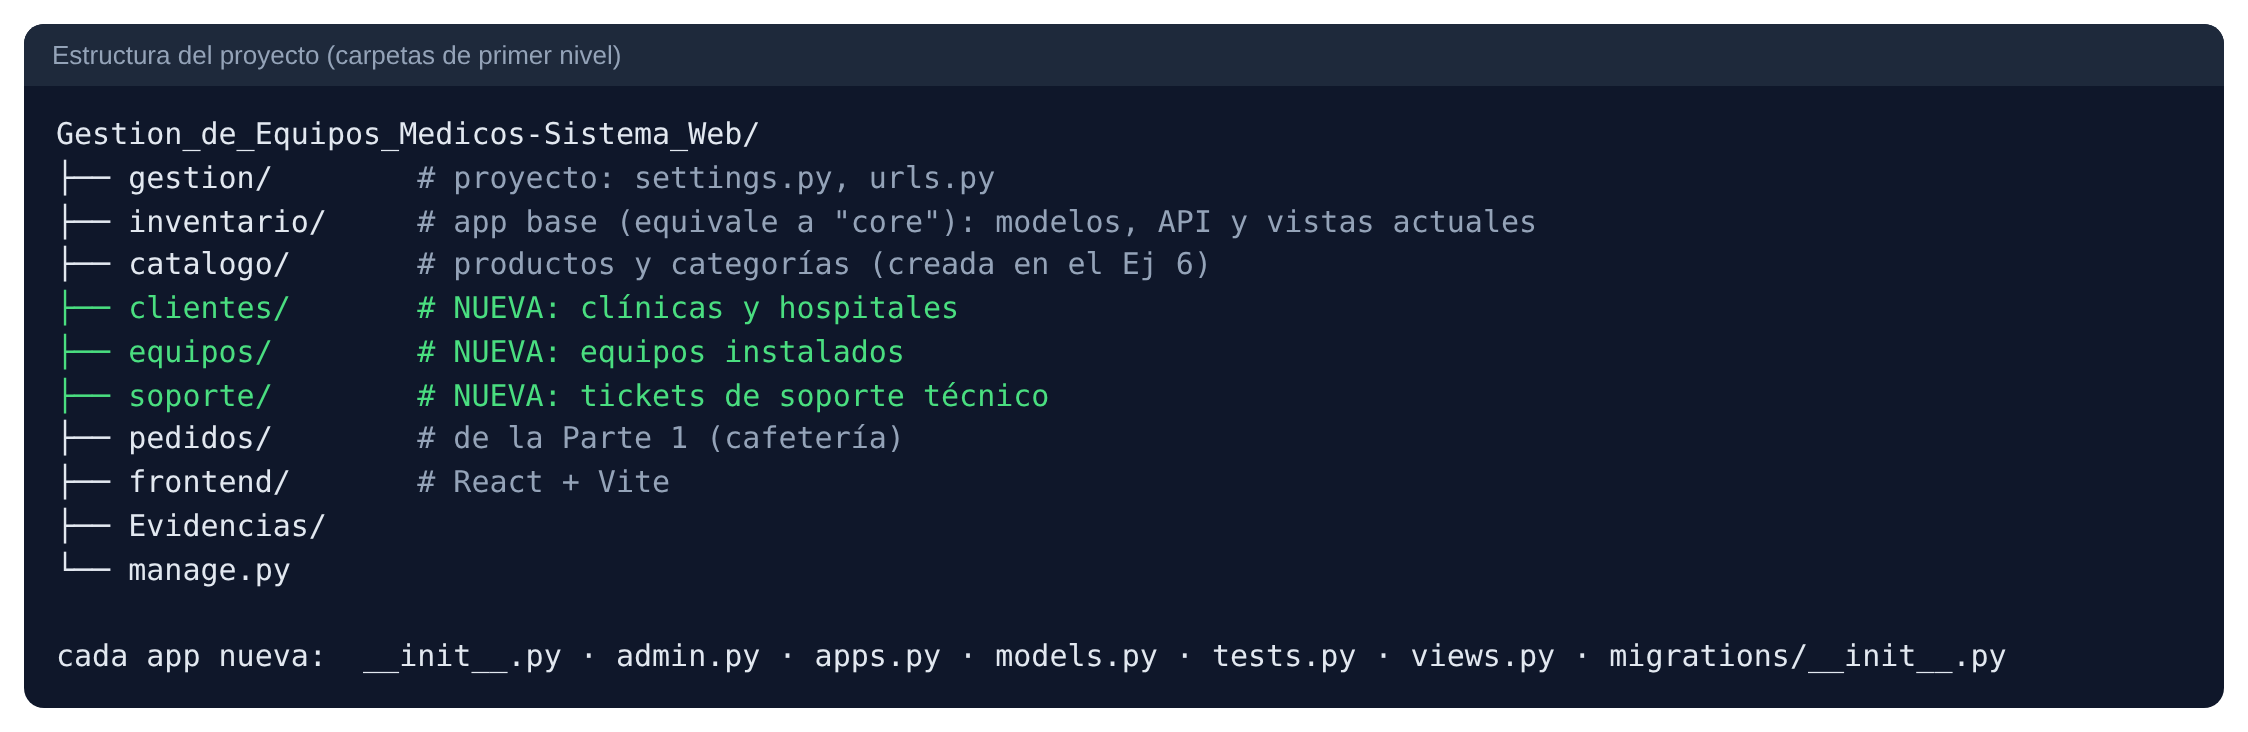 Estructura del proyecto (carpetas de primer nivel)
Gestion_de_Equipos_Medicos-Sistema_Web/
├── gestion/        # proyecto: settings.py, urls.py
├── inventario/     # app base (equivale a "core"): modelos, API y vistas actuales
├── catalogo/       # productos y categorías (creada en el Ej 6)
├── clientes/       # NUEVA: clínicas y hospitales
├── equipos/        # NUEVA: equipos instalados
├── soporte/        # NUEVA: tickets de soporte técnico
├── pedidos/        # de la Parte 1 (cafetería)
├── frontend/       # React + Vite
├── Evidencias/
└── manage.py
cada app nueva:  __init__.py · admin.py · apps.py · models.py · tests.py · views.py · migrations/__init__.py